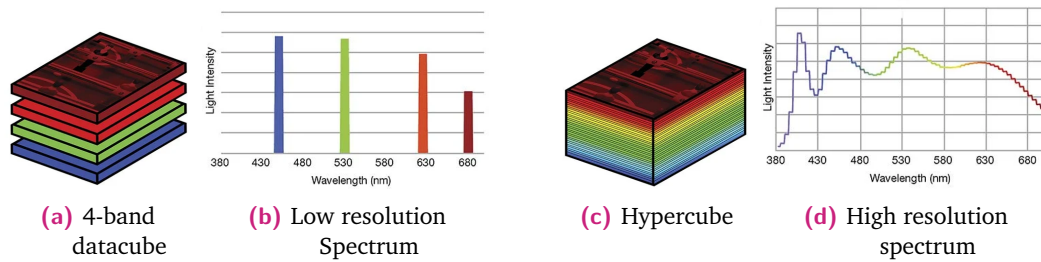 Light Intensity
380 430 480 530 580 630 680
Wavelength (nm)
Light Intensity
380 430 480 530 580 630 680
Wavelength (nm)
(a) 4-band
datacube
(b) Low resolution
Spectrum
(c) Hypercube
(d) High resolution
spectrum